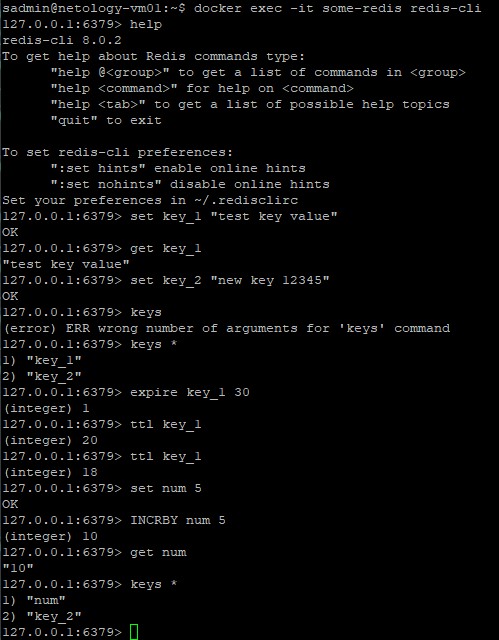 sadmin@netology-vm01:~$ docker exec -it some-redis redis-cli
127.0.0.1:6379> help
redis-cli 8.0.2
To get help about Redis commands type:
      "help @<group>" to get a list of commands in <group>
      "help <command>" for help on <command>
      "help <tab>" to get a list of possible help topics
      "quit" to exit

To set redis-cli preferences:
      ":set hints" enable online hints
      ":set nohints" disable online hints
Set your preferences in ~/.redisclirc
127.0.0.1:6379> set key_1 "test key value"
OK
127.0.0.1:6379> get key_1
"test key value"
127.0.0.1:6379> set key_2 "new key 12345"
OK
127.0.0.1:6379> keys
(error) ERR wrong number of arguments for 'keys' command
127.0.0.1:6379> keys *
1) "key_1"
2) "key_2"
127.0.0.1:6379> expire key_1 30
(integer) 1
127.0.0.1:6379> ttl key_1
(integer) 20
127.0.0.1:6379> ttl key_1
(integer) 18
127.0.0.1:6379> set num 5
OK
127.0.0.1:6379> INCRBY num 5
(integer) 10
127.0.0.1:6379> get num
"10"
127.0.0.1:6379> keys *
1) "num"
2) "key_2"
127.0.0.1:6379>